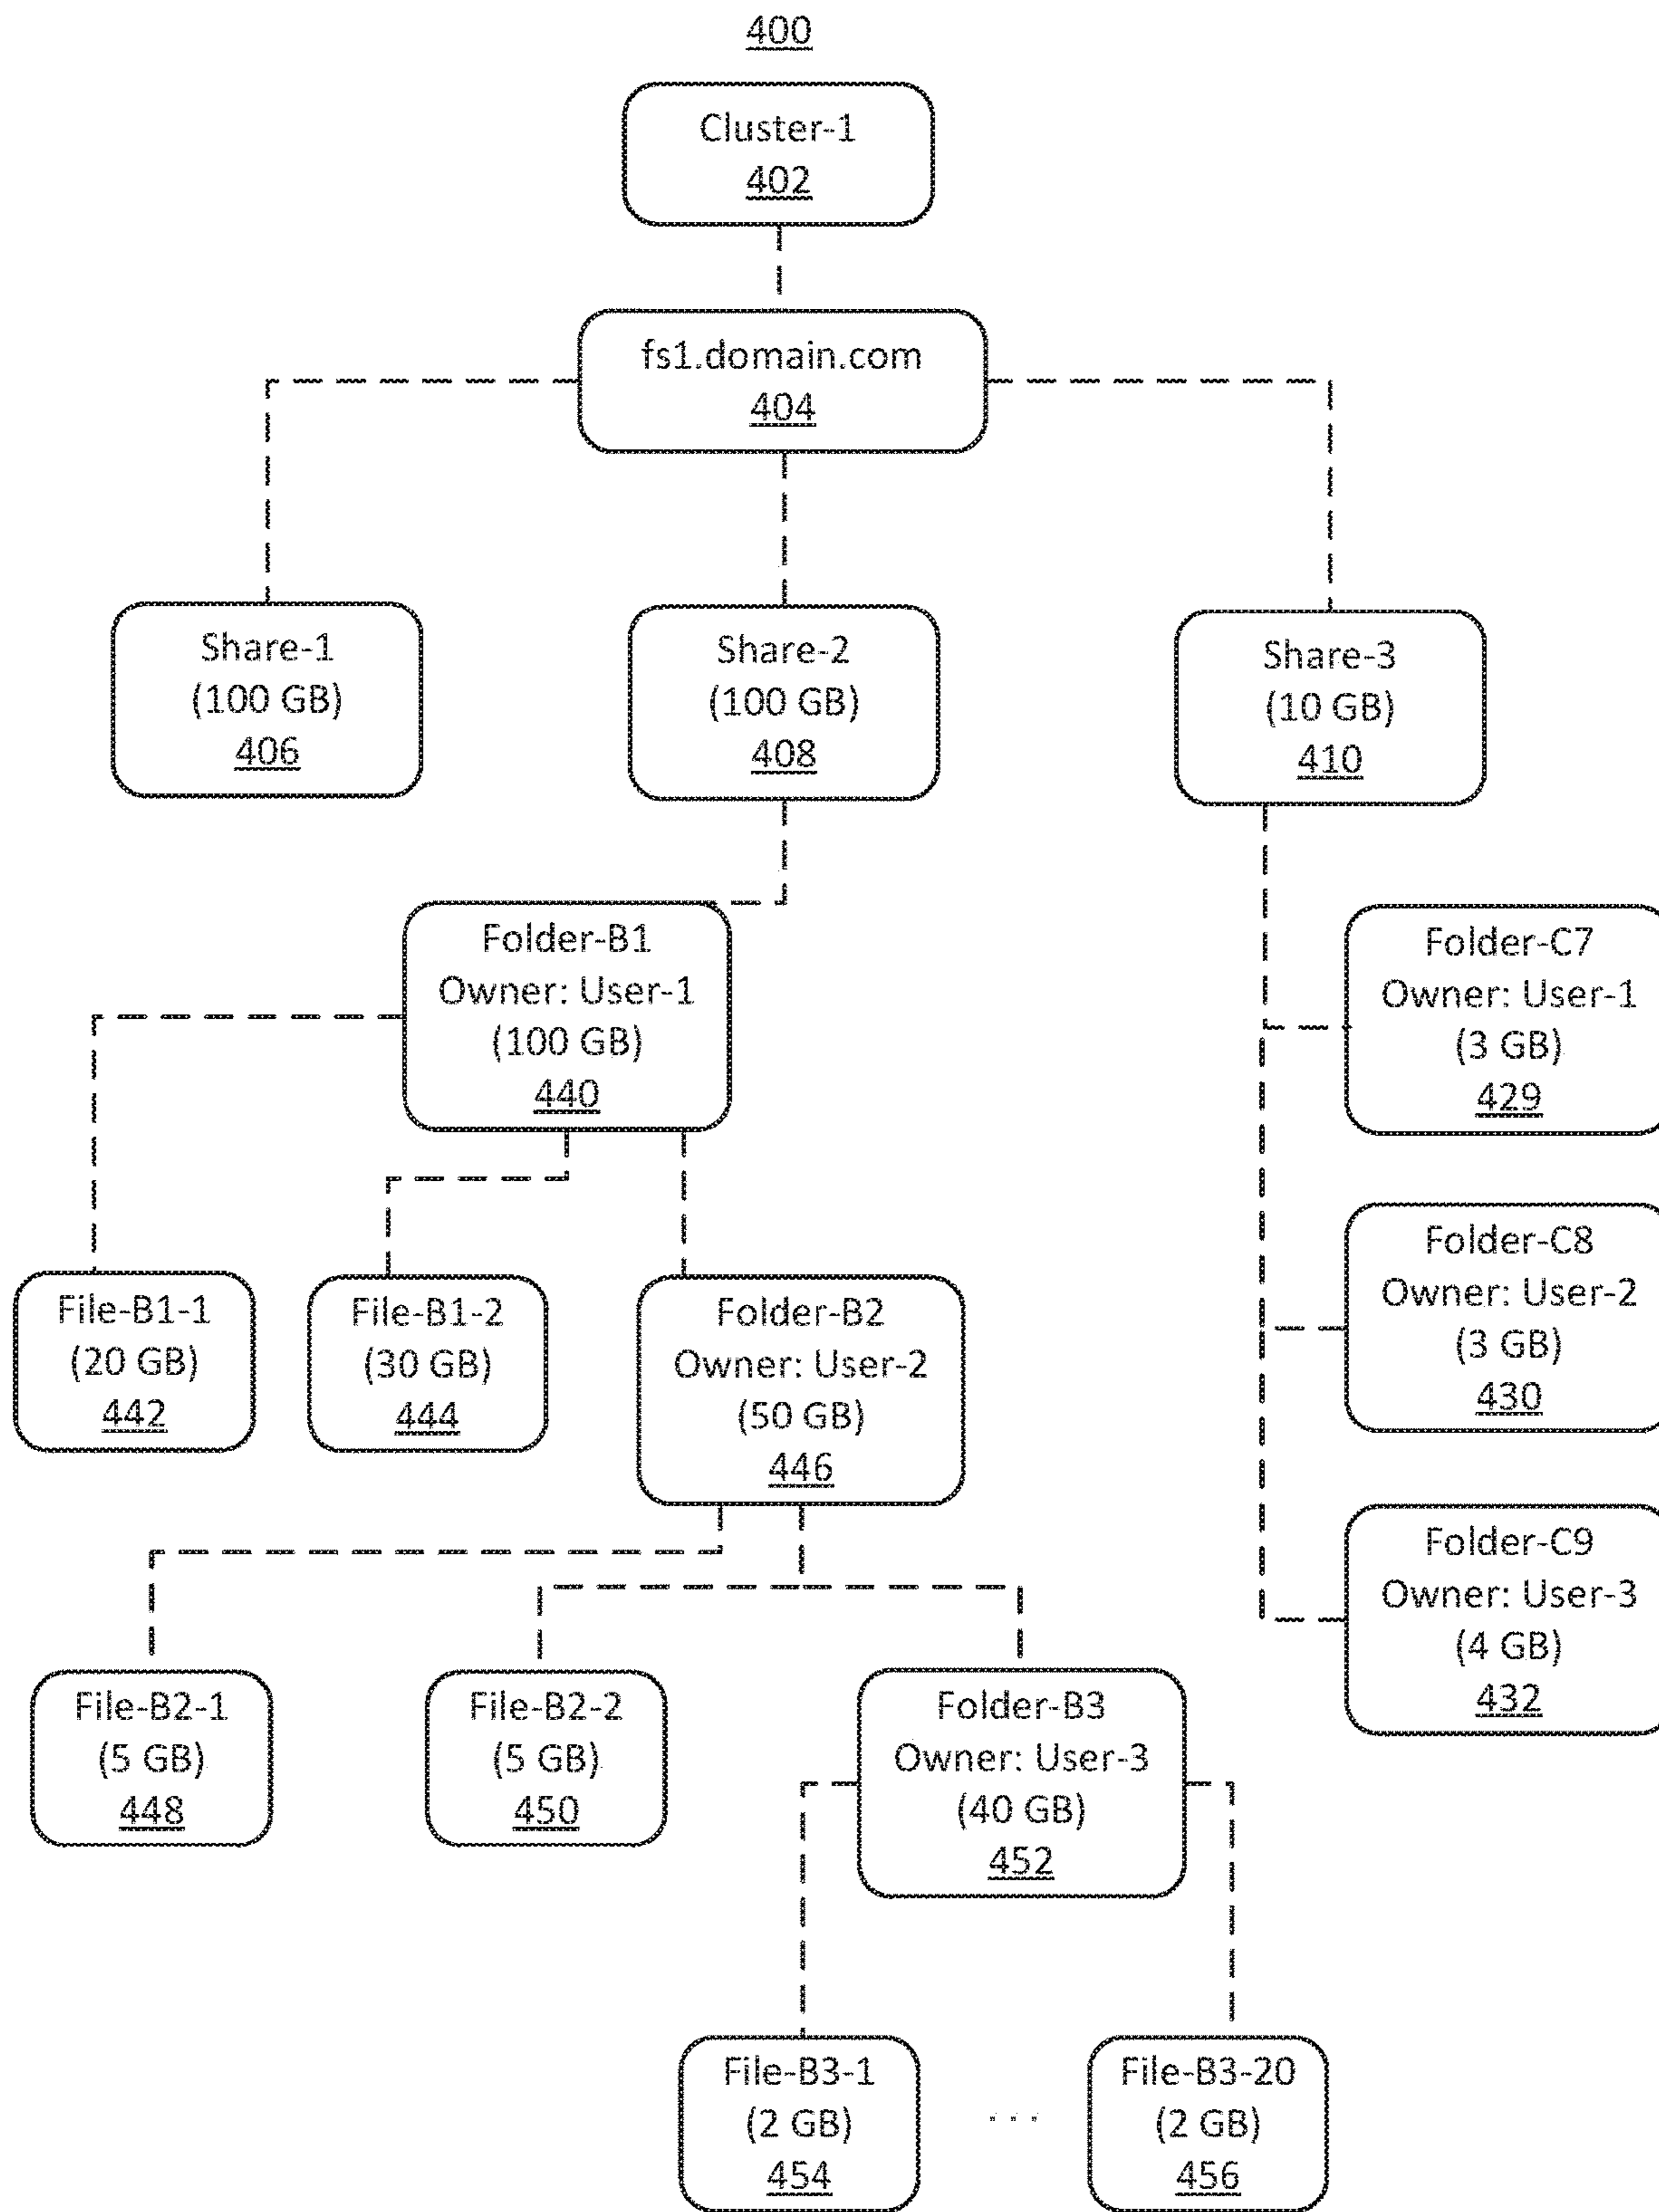 400
Cluster-1
402
fs1.domain.com
404
Share-1
(100 GB)
406
Share-2
(100 GB)
408
Share-3
(10 GB)
410
Folder-B1
Owner: User-1
(100 GB)
440
Folder-C7
Owner: User-1
(3 GB)
429
File-B1-1
(20 GB)
442
File-B1-2
(30 GB)
444
Folder-B2
Owner: User-2
(50 GB)
446
Folder-C8
Owner: User-2
(3 GB)
430
Folder-C9
Owner: User-3
(4 GB)
432
File-B2-1
(5 GB)
448
File-B2-2
(5 GB)
450
Folder-B3
Owner: User-3
(40 GB)
452
File-B3-1
(2 GB)
454
...
File-B3-20
(2 GB)
456